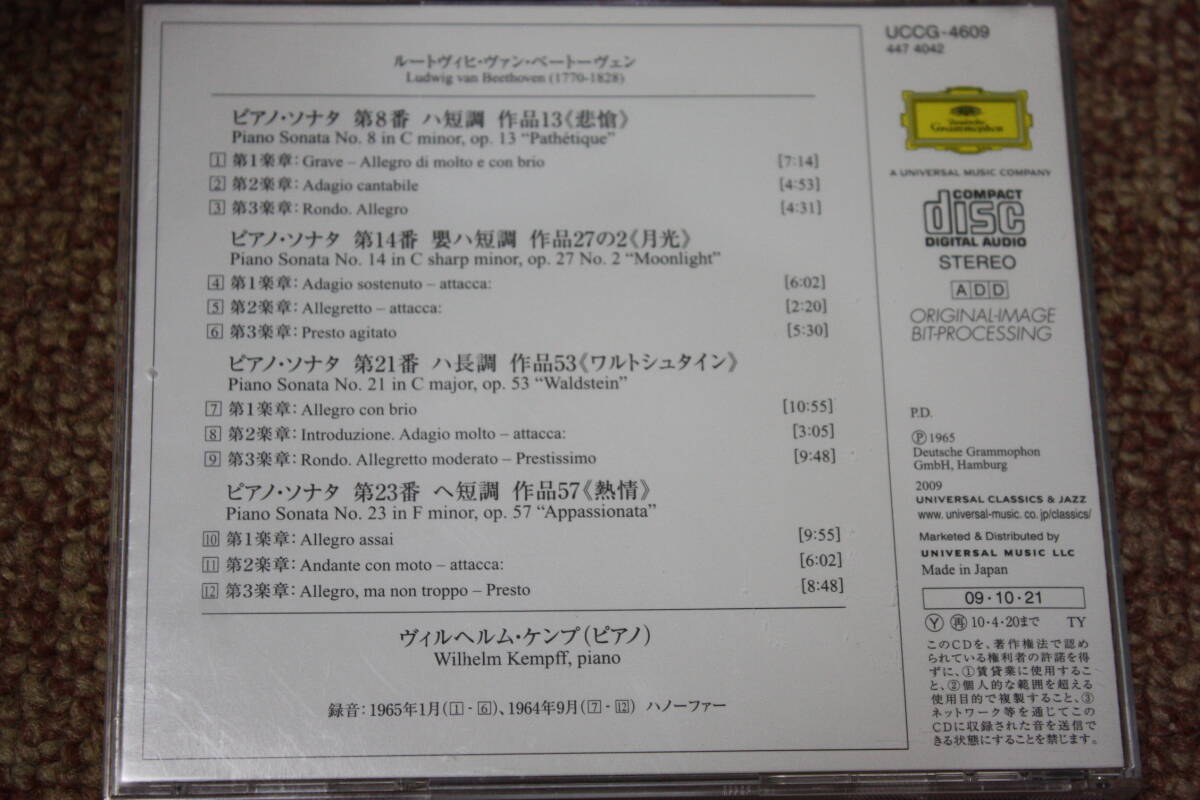 ルートヴィヒ・ヴァン・ベートーヴェン
Ludwig van Beethoven (1770-1828)
ピアノ・ソナタ 第8番 ハ短調 作品13《悲愴》
Piano Sonata No. 8 in C minor, op. 13 “Pathétique”
1 第1楽章: Grave – Allegro di molto e con brio [7:14]
2 第2楽章: Adagio cantabile [4:53]
3 第3楽章: Rondo. Allegro [4:31]
ピアノ・ソナタ 第14番 嬰ハ短調 作品27の2《月光》
Piano Sonata No. 14 in C sharp minor, op. 27 No. 2 “Moonlight”
4 第1楽章: Adagio sostenuto – attacca: [6:02]
5 第2楽章: Allegretto – attacca: [2:20]
6 第3楽章: Presto agitato [5:30]
ピアノ・ソナタ 第21番 ハ長調 作品53《ワルトシュタイン》
Piano Sonata No. 21 in C major, op. 53 “Waldstein”
7 第1楽章: Allegro con brio [10:55]
8 第2楽章: Introduzione. Adagio molto – attacca: [3:05]
9 第3楽章: Rondo. Allegretto moderato – Prestissimo [9:48]
ピアノ・ソナタ 第23番 ヘ短調 作品57《熱情》
Piano Sonata No. 23 in F minor, op. 57 “Appassionata”
10 第1楽章: Allegro assai [9:55]
11 第2楽章: Andante con moto – attacca: [6:02]
12 第3楽章: Allegro, ma non troppo – Presto [8:48]
ヴィルヘルム・ケンプ(ピアノ)
Wilhelm Kempff, piano
録音:1965年1月(1 - 6)、1964年9月(7 - 12) ハノーファー
UCCG-4609
447 4042
Deutsche
Grammophon
A UNIVERSAL MUSIC COMPANY
COMPACT
disc
DIGITAL AUDIO
STEREO
ADD
ORIGINAL-IMAGE
BIT-PROCESSING
P.D.
Ⓟ1965
Deutsche Grammophon
GmbH, Hamburg
2009
UNIVERSAL CLASSICS & JAZZ
www. universal-music. co.jp/classics/
Marketed & Distributed by
UNIVERSAL MUSIC LLC
Made in Japan
09・10・21
Ⓨ ㊢ 10・4・20まで TY
このCDを、著作権法で認め
られている権利者の許諾を得
ずに、①賃貸業に使用するこ
と、②個人的な範囲を超える
使用目的で複製すること、③
ネットワーク等を通じてこの
CDに収録された音を送信で
きる状態にすることを禁じます。